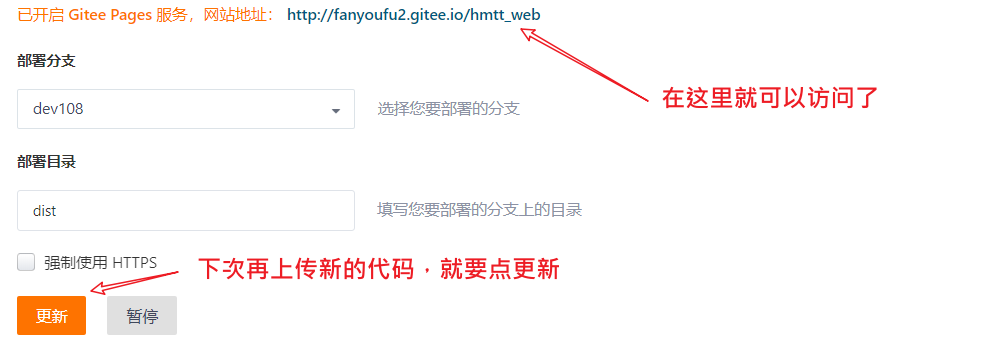 已开启 Gitee Pages 服务，网站地址： http://fanyoufu2.gitee.io/hmtt_web
部署分支
dev108 选择您要部署的分支
在这里就可以访问了
部署目录
dist 填写您要部署的分支上的目录
强制使用 HTTPS
下次再上传新的代码，就要点更新
更新 暂停